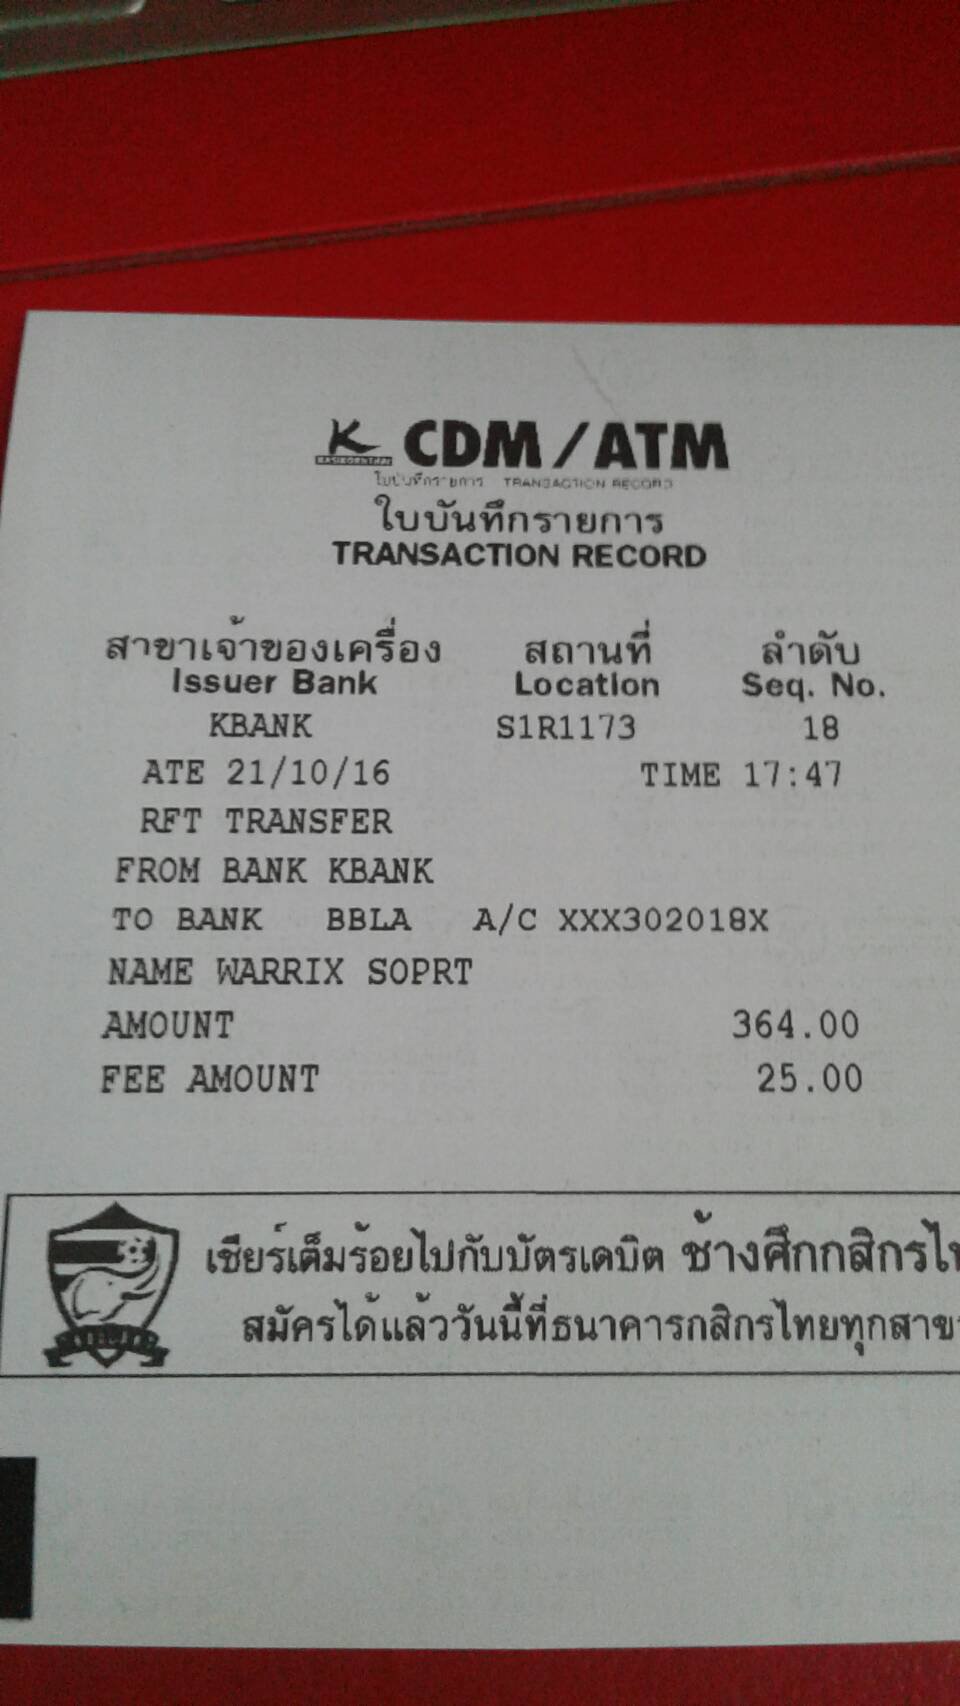 K CDM/ATM
KASIKORNTHAI
ใบบันทึกรายการ TRANSACTION RECORD
ใบบันทึกรายการ
TRANSACTION RECORD
สาขาเจ้าของเครื่อง สถานที่ ลำดับ
Issuer Bank Location Seq. No.
KBANK S1R1173 18
ATE 21/10/16 TIME 17:47
RFT TRANSFER
FROM BANK KBANK
TO BANK BBLA A/C XXX302018X
NAME WARRIX SOPRT
AMOUNT 364.00
FEE AMOUNT 25.00
เชียร์เต็มร้อยไปกับบัตรเดบิต ช้างศึกกสิกรไท
สมัครได้แล้ววันนี้ที่ธนาคารกสิกรไทยทุกสาข